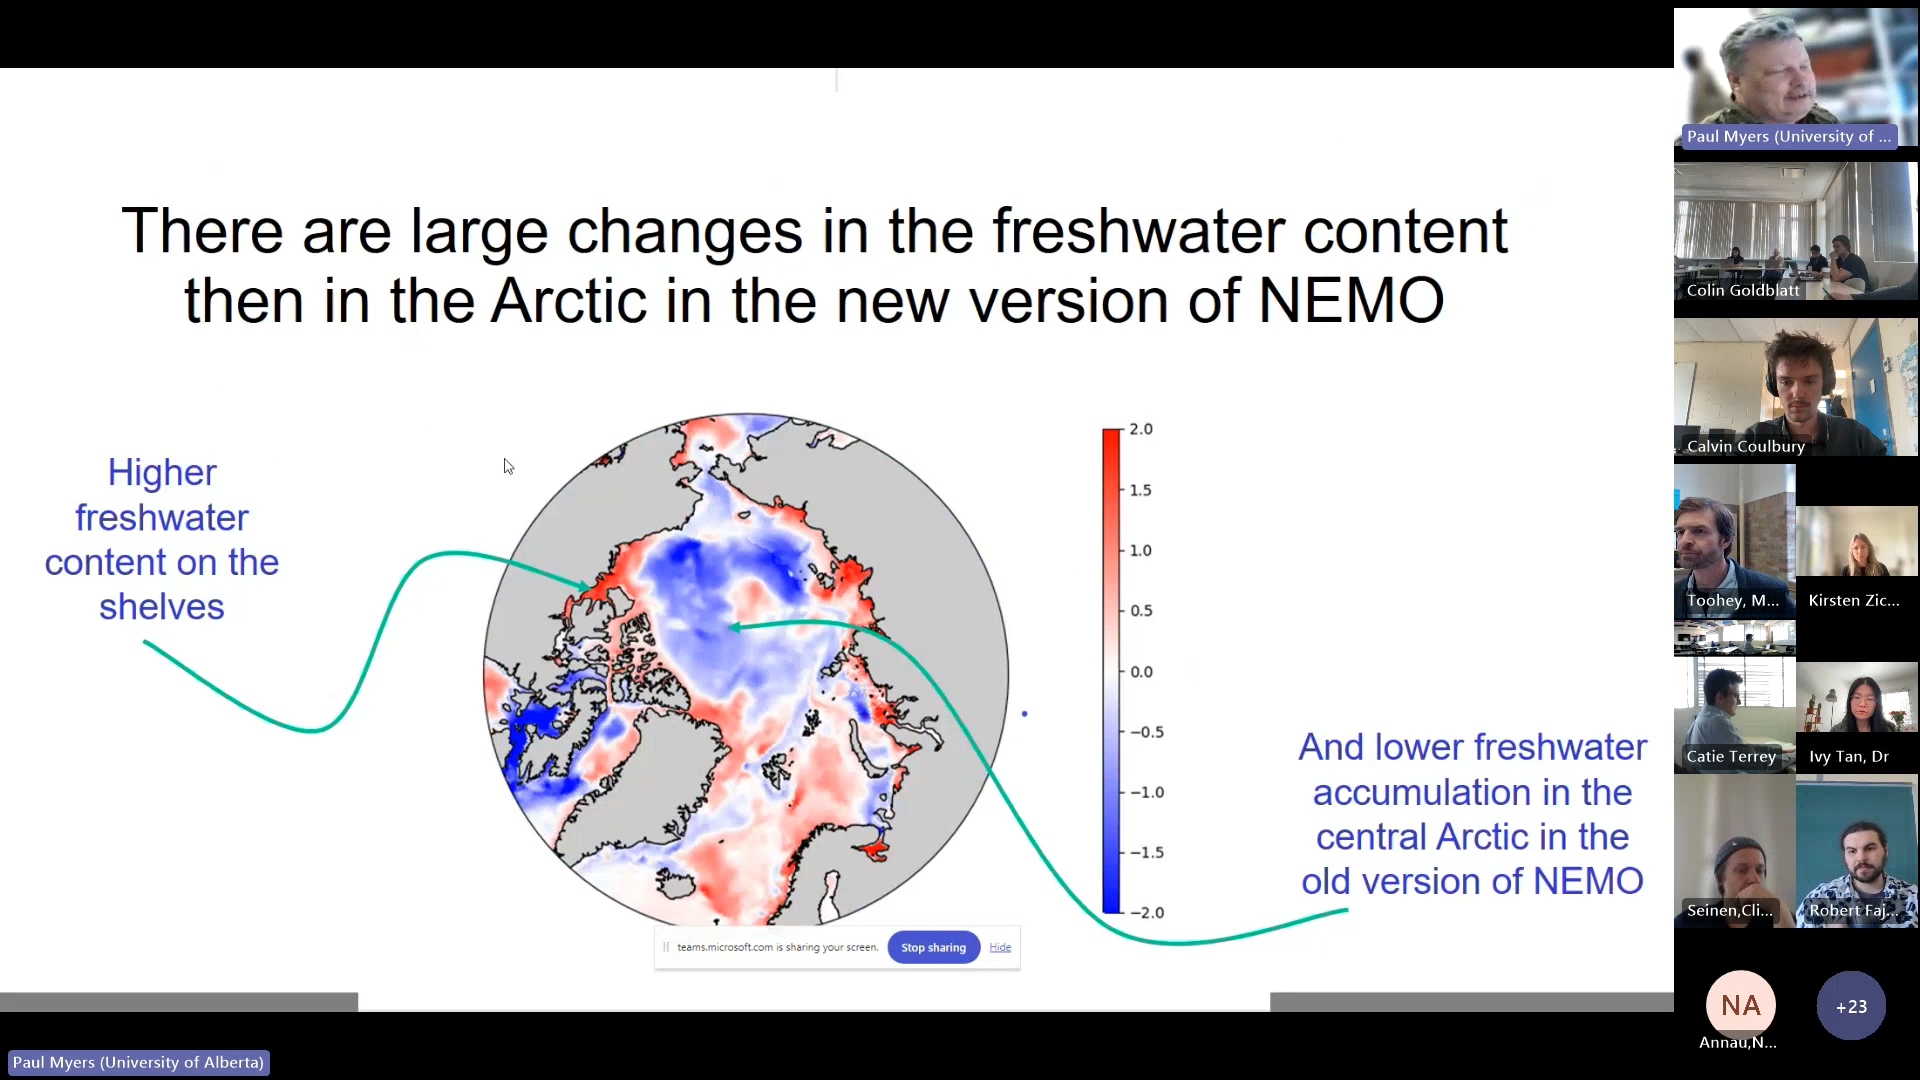 There are large changes in the freshwater content
then in the Arctic in the new version of NEMO
Higher
freshwater
content on the
shelves
2.0
1.5
1.0
0.5
0.0
−0.5
−1.0
−1.5
−2.0
And lower freshwater
accumulation in the
central Arctic in the
old version of NEMO
teams.microsoft.com is sharing your screen.
Stop sharing
Hide
Paul Myers (University of Alberta)
Paul Myers (University of ...
Colin Goldblatt
Calvin Coulbury
Toohey, M...
Kirsten Zic...
Catie Terrey
Ivy Tan, Dr
Seinen,Cli...
Robert Faj...
NA
Annau,N...
+23